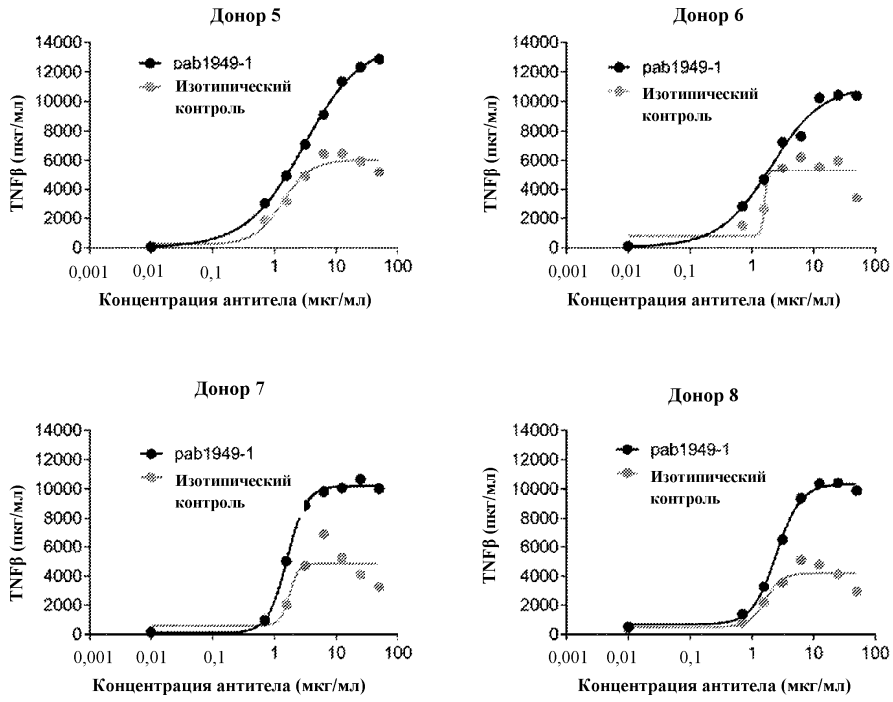 Донор 5
14000
12000
10000
8000
6000
4000
2000
0
TNFβ (пкг/мл)
pab1949-1
Изотипический
контроль
0,001 0,01 0,1 1 10 100
Концентрация антитела (мкг/мл)
Донор 6
14000
12000
10000
8000
6000
4000
2000
0
TNFβ (пкг/мл)
pab1949-1
Изотипический
контроль
0,001 0,01 0,1 1 10 100
Концентрация антитела (мкг/мл)
Донор 7
14000
12000
10000
8000
6000
4000
2000
0
TNFβ (пкг/мл)
pab1949-1
Изотипический
контроль
0,001 0,01 0,1 1 10 100
Концентрация антитела (мкг/мл)
Донор 8
14000
12000
10000
8000
6000
4000
2000
0
TNFβ (пкг/мл)
pab1949-1
Изотипический
контроль
0,001 0,01 0,1 1 10 100
Концентрация антитела (мкг/мл)